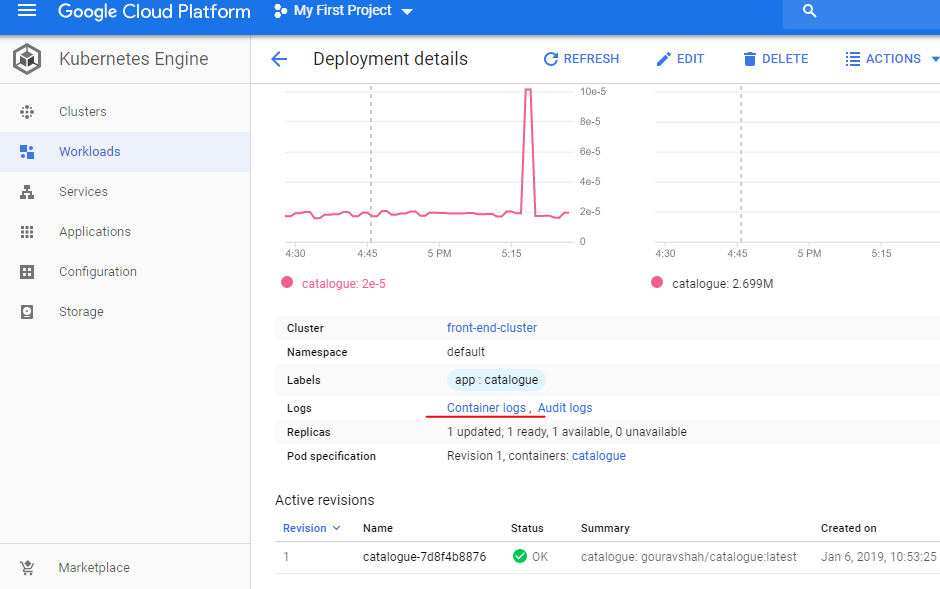 Google Cloud Platform My First Project
Kubernetes Engine
Deployment details REFRESH EDIT DELETE ACTIONS
Clusters
Workloads
Services
Applications
Configuration
Storage
Marketplace
10e-5
8e-5
6e-5
4e-5
2e-5
0
4:30 4:45 5 PM 5:15
catalogue: 2e-5
4:30 4:45 5 PM 5:15
catalogue: 2.699M
Cluster front-end-cluster
Namespace default
Labels app : catalogue
Logs Container logs , Audit logs
Replicas 1 updated, 1 ready, 1 available, 0 unavailable
Pod specification Revision 1, containers: catalogue
Active revisions
Revision Name Status Summary Created on
1 catalogue-7d8f4b8876 OK catalogue: gouravshah/catalogue:latest Jan 6, 2019, 10:53:25